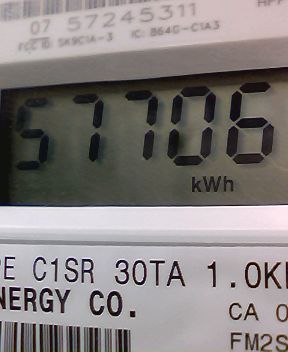 07 57245311
FCC ID: SK9C1A-3 IC: 864G-C1A3
57706
kWh
C1SR 30TA 1.0K
NERGY CO.
CA 0
FM2S